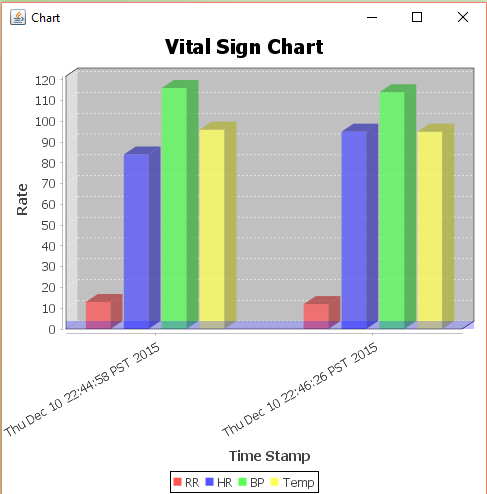 Chart
Vital Sign Chart
120
110
100
90
80
70
60
50
40
30
20
10
0
Rate
Thu Dec 10 22:44:58 PST 2015
Thu Dec 10 22:46:26 PST 2015
Time Stamp
RR HR BP Temp